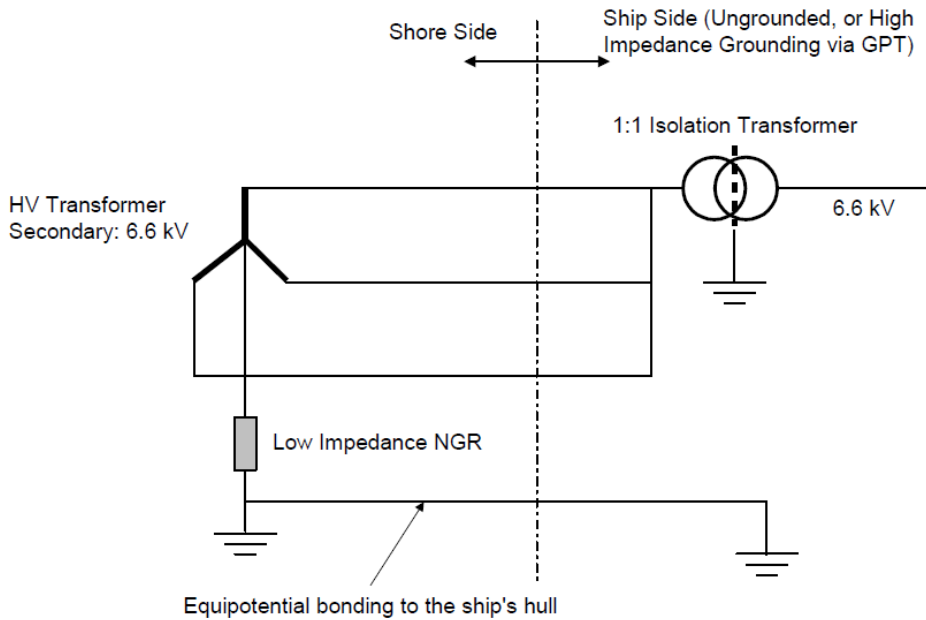 Shore Side
Ship Side (Ungrounded, or High
Impedance Grounding via GPT)
1:1 Isolation Transformer
HV Transformer
Secondary: 6.6 kV
6.6 kV
Low Impedance NGR
Equipotential bonding to the ship's hull